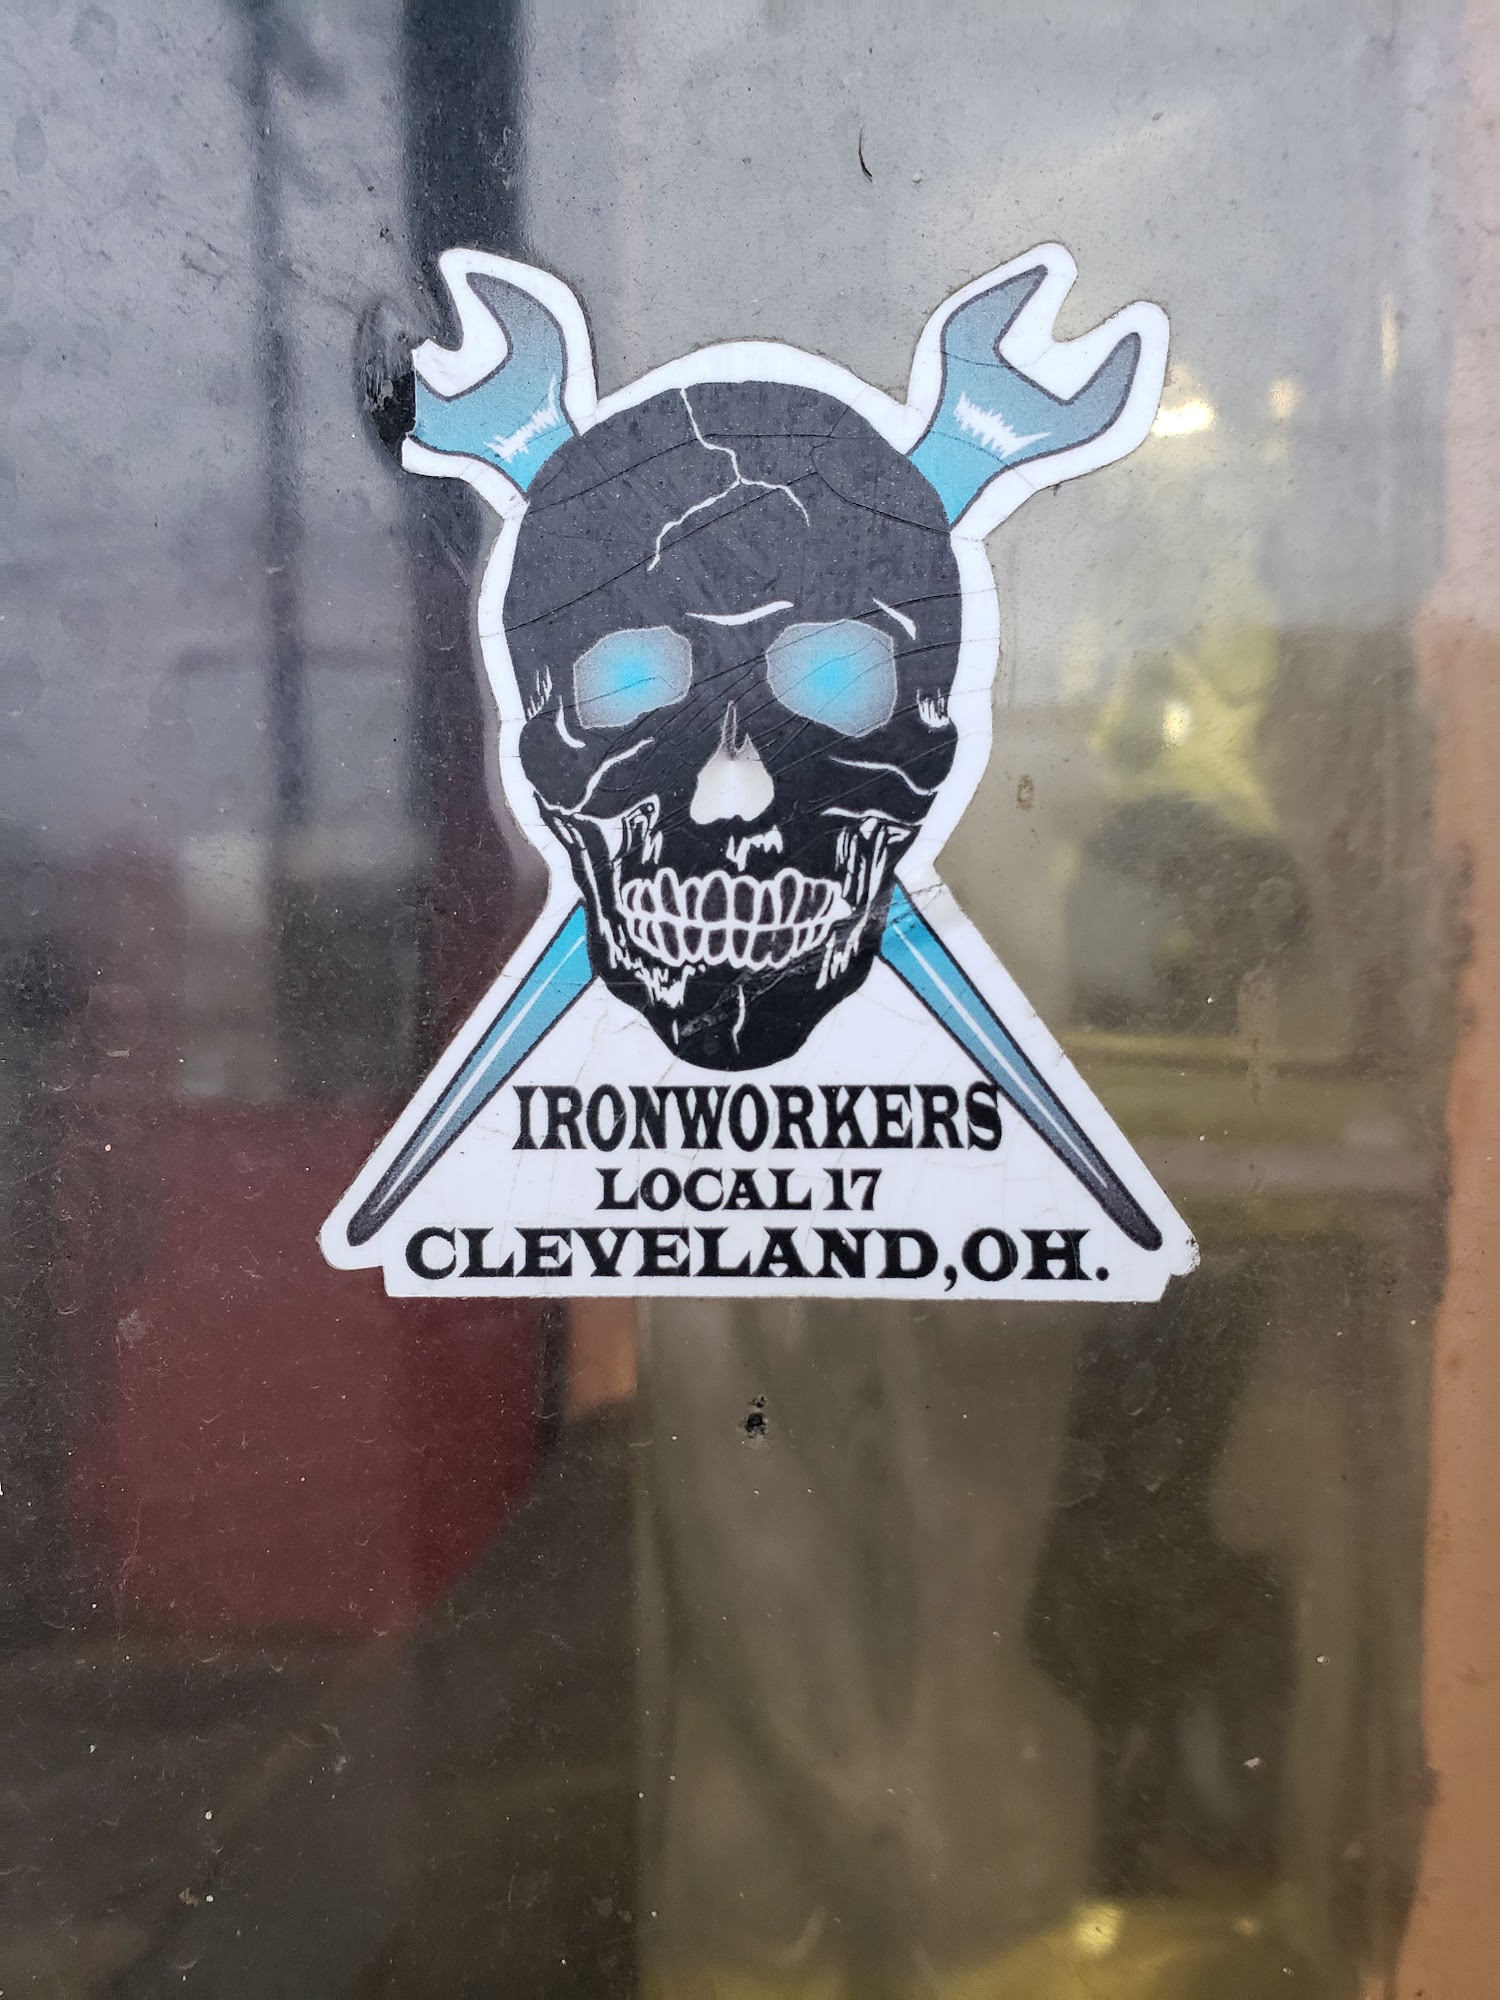 IRONWORKERS
LOCAL 17
CLEVELAND,OH.